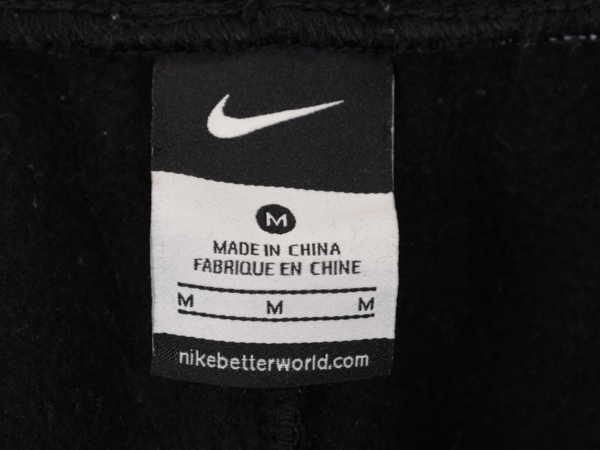 M
MADE IN CHINA
FABRIQUE EN CHINE
M M M
nikebetterworld.com